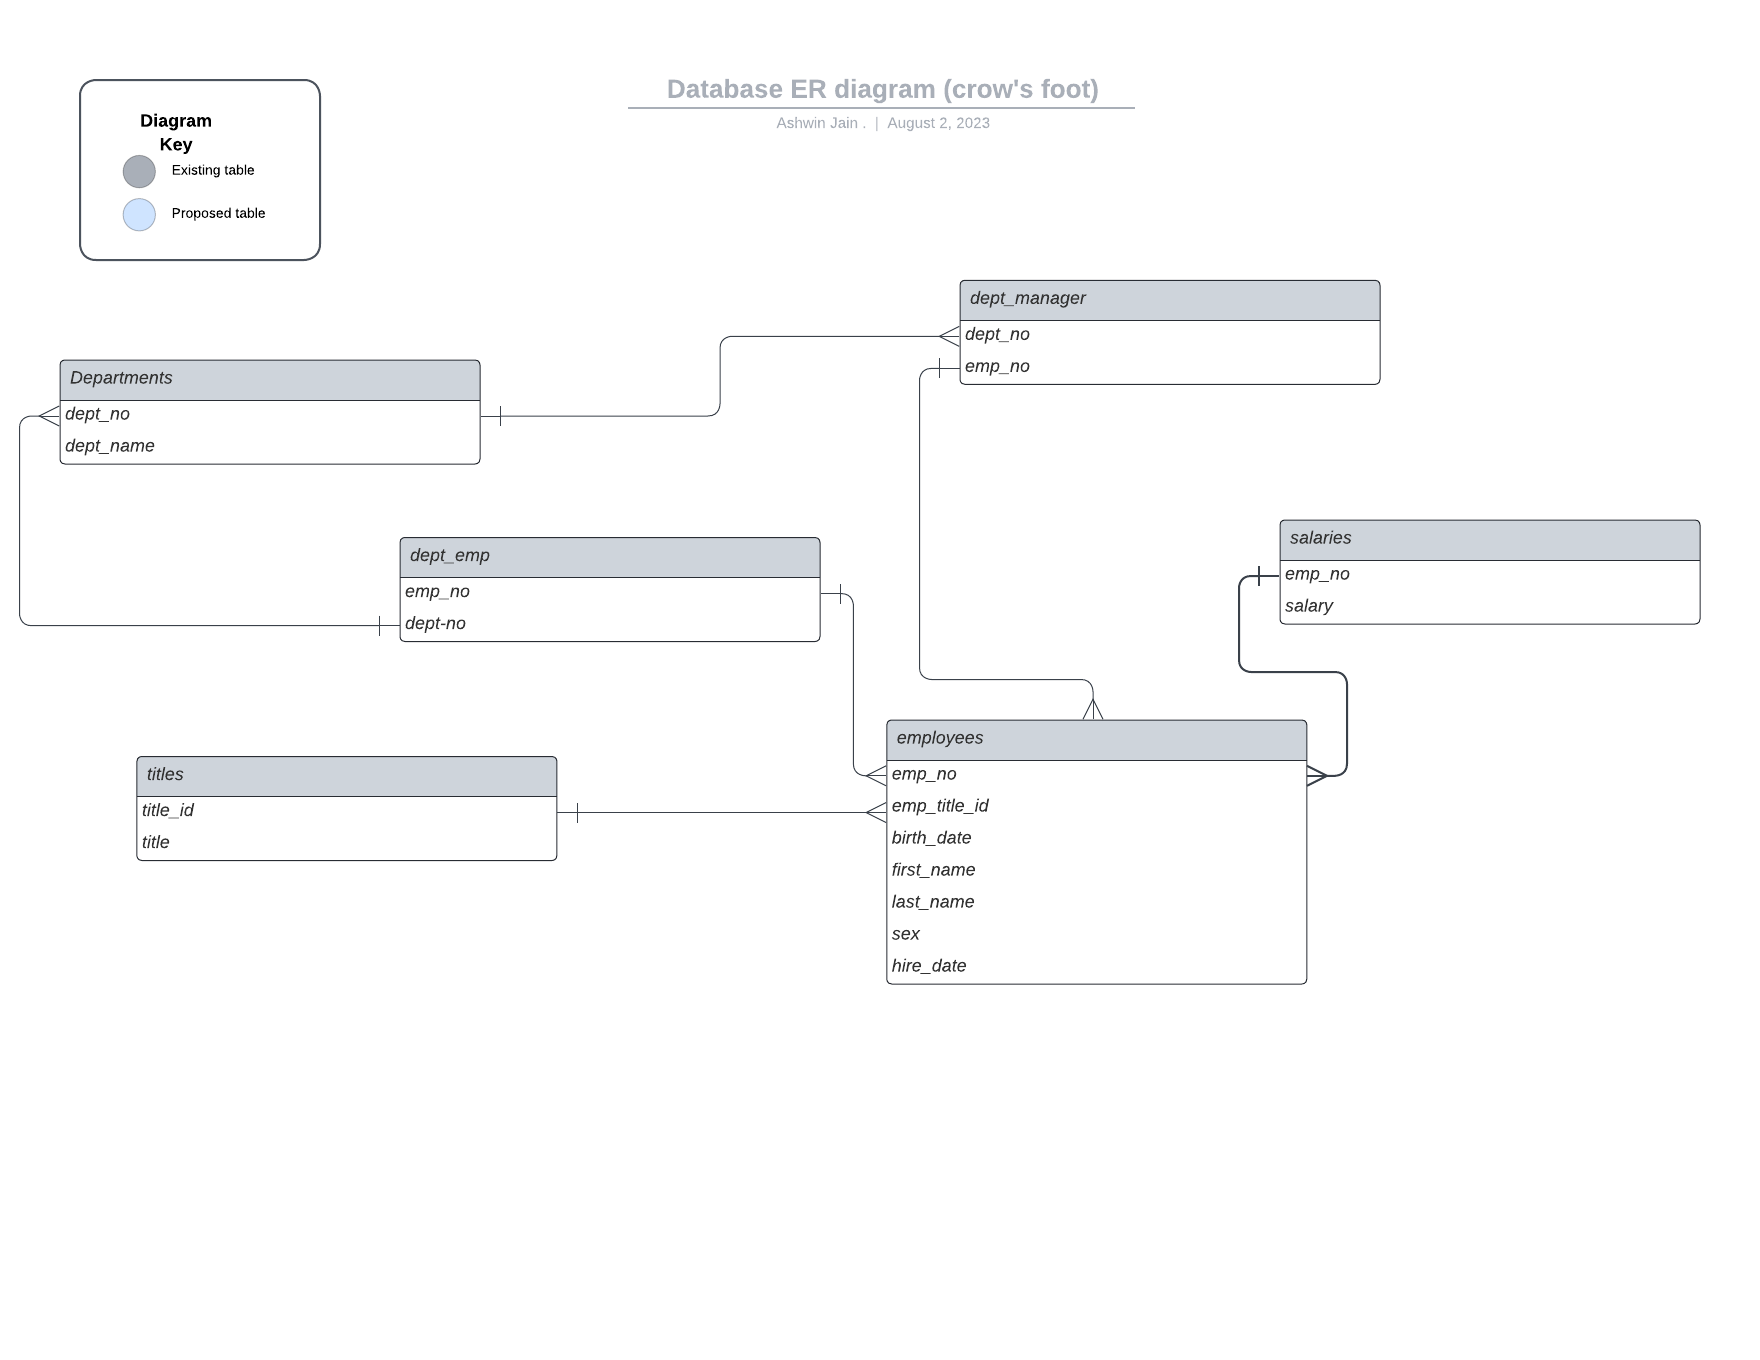 Database ER diagram (crow's foot)
Ashwin Jain . | August 2, 2023
Diagram
Key
Existing table
Proposed table
dept_manager
dept_no
emp_no
Departments
dept_no
dept_name
dept_emp
emp_no
dept-no
salaries
emp_no
salary
titles
title_id
title
employees
emp_no
emp_title_id
birth_date
first_name
last_name
sex
hire_date